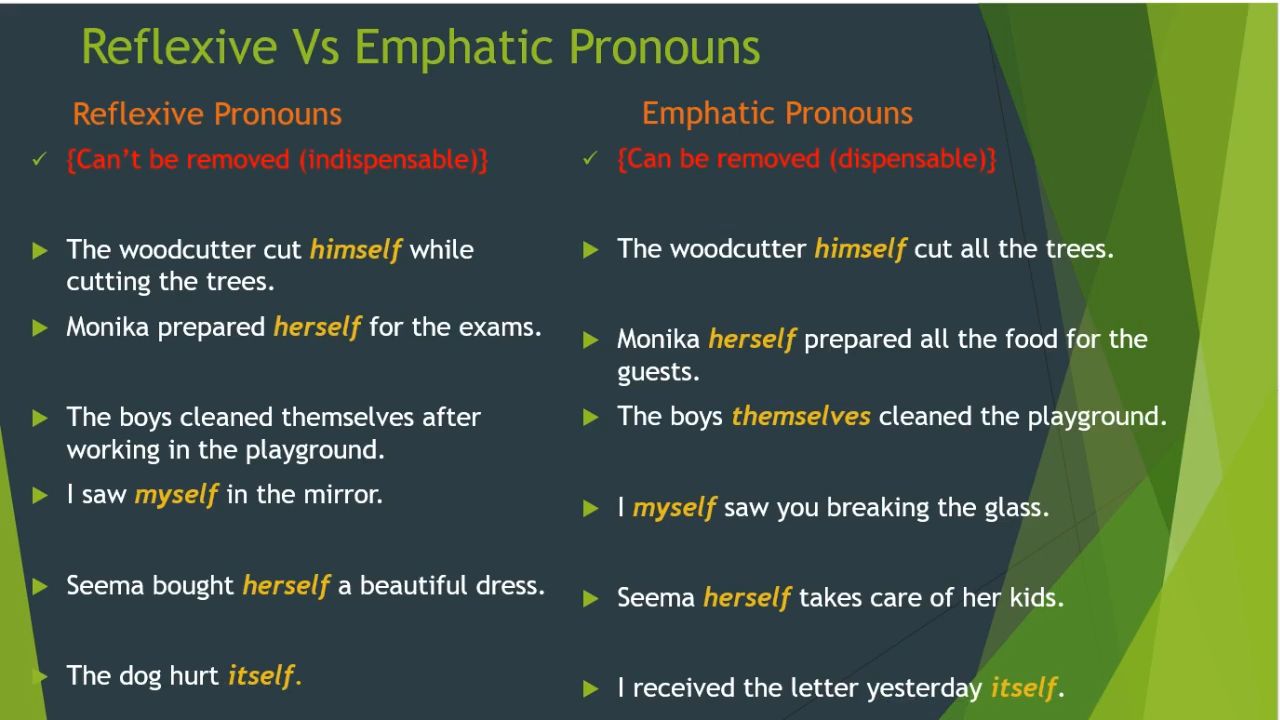 Reflexive Vs Emphatic Pronouns
Reflexive Pronouns
{Can't be removed (indispensable)}
The woodcutter cut himself while
cutting the trees.
Monika prepared herself for the exams.
The boys cleaned themselves after
working in the playground.
I saw myself in the mirror.
Seema bought herself a beautiful dress.
The dog hurt itself.
Emphatic Pronouns
{Can be removed (dispensable)}
The woodcutter himself cut all the trees.
Monika herself prepared all the food for the
guests.
The boys themselves cleaned the playground.
I myself saw you breaking the glass.
Seema herself takes care of her kids.
I received the letter yesterday itself.